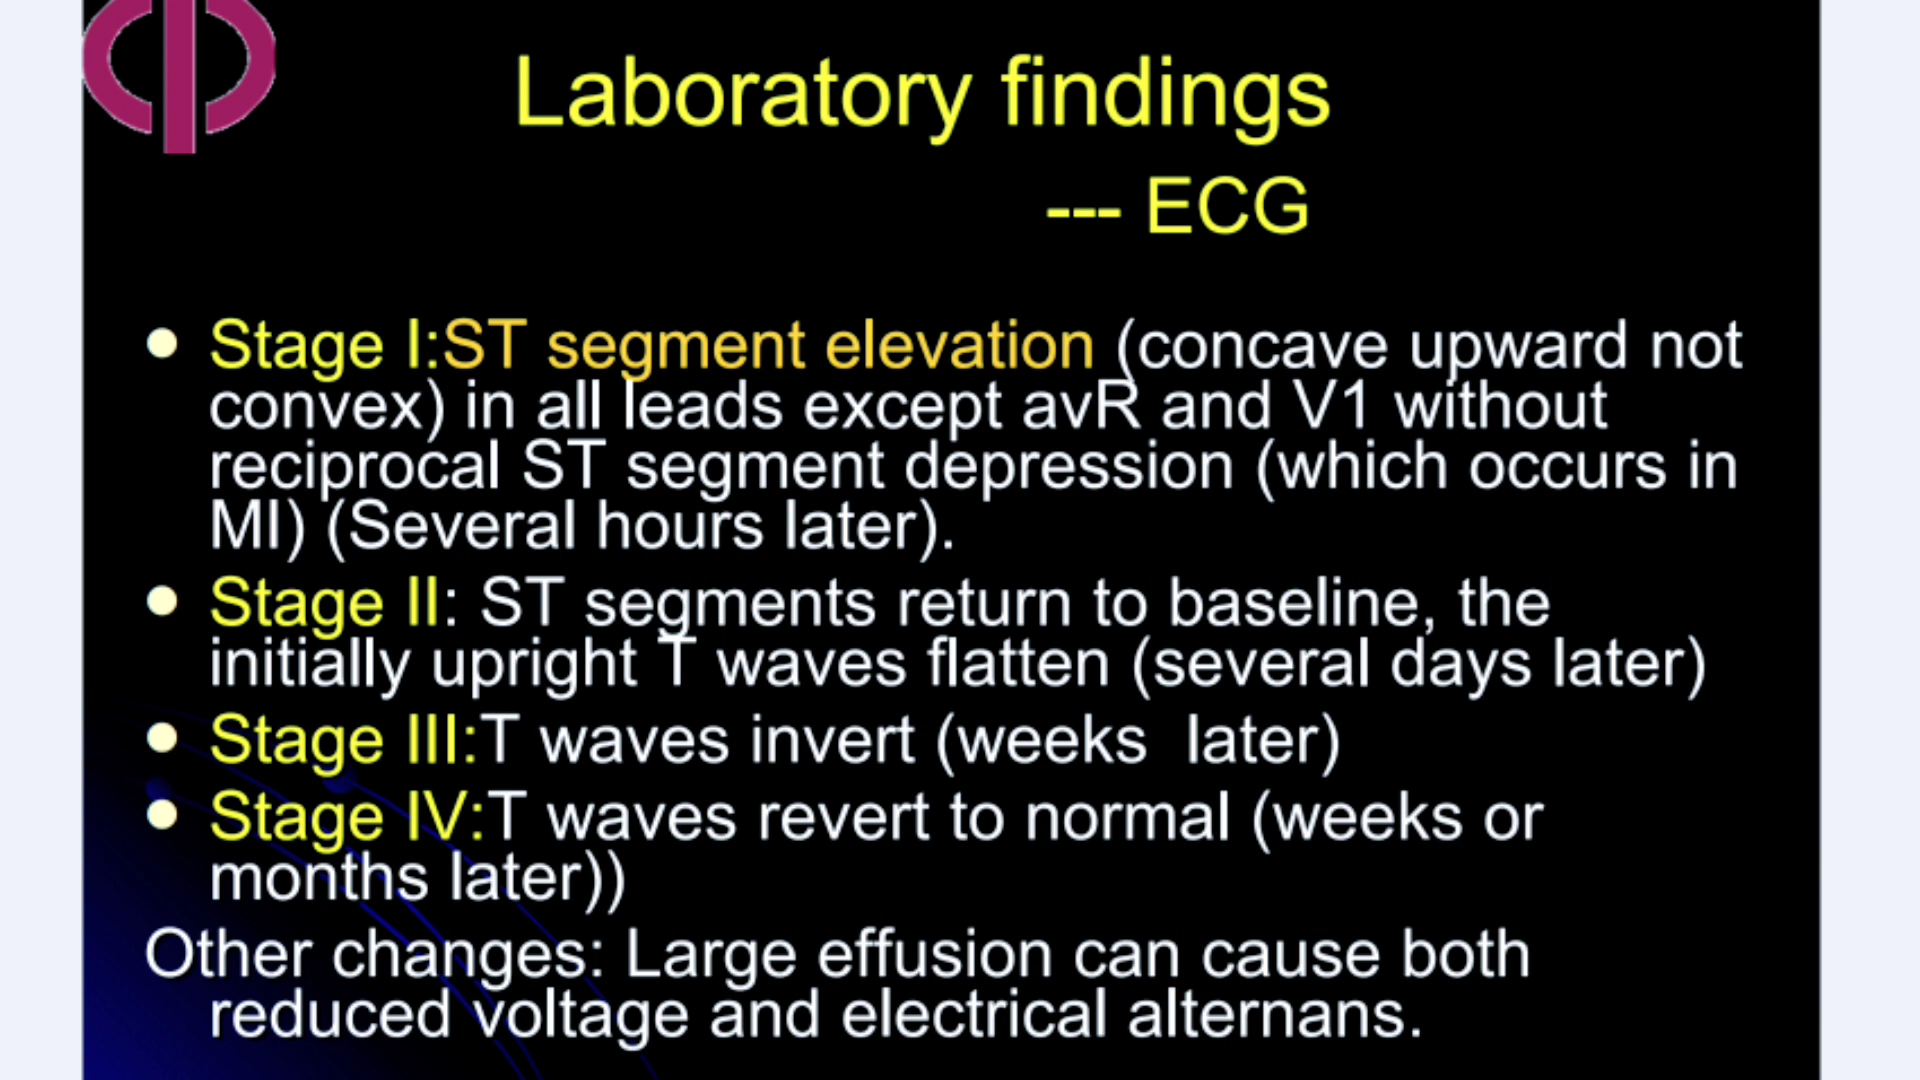 Laboratory findings
--- ECG
Stage I:ST segment elevation (concave upward not
convex) in all leads except avR and V1 without
reciprocal ST segment depression (which occurs in
MI) (Several hours later).
Stage II: ST segments return to baseline, the
initially upright T waves flatten (several days later)
Stage III:T waves invert (weeks  later)
Stage IV:T waves revert to normal (weeks or
months later))
Other changes: Large effusion can cause both
reduced voltage and electrical alternans.